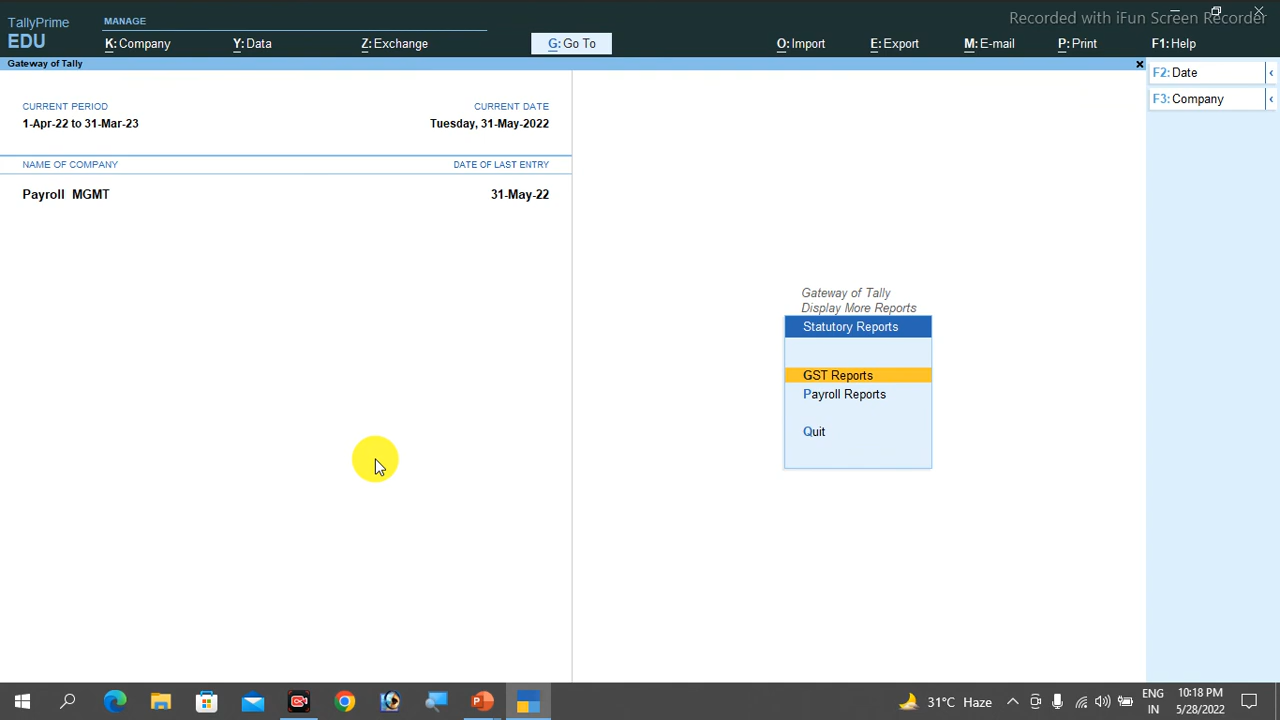 Recorded with iFun Screen Recorder
TallyPrime
EDU
MANAGE
K:Company
Y:Data
Z:Exchange
G:Go To
O:Import
E:Export
M:E-mail
P:Print
F1:Help
Gateway of Tally
F2:Date
F3:Company
CURRENT PERIOD
CURRENT DATE
1-Apr-22 to 31-Mar-23
Tuesday, 31-May-2022
NAME OF COMPANY
DATE OF LAST ENTRY
Payroll MGMT
31-May-22
Gateway of Tally
Display More Reports
Statutory Reports
GST Reports
Payroll Reports
Quit
31°C Haze
ENG
IN
10:18 PM
5/28/2022